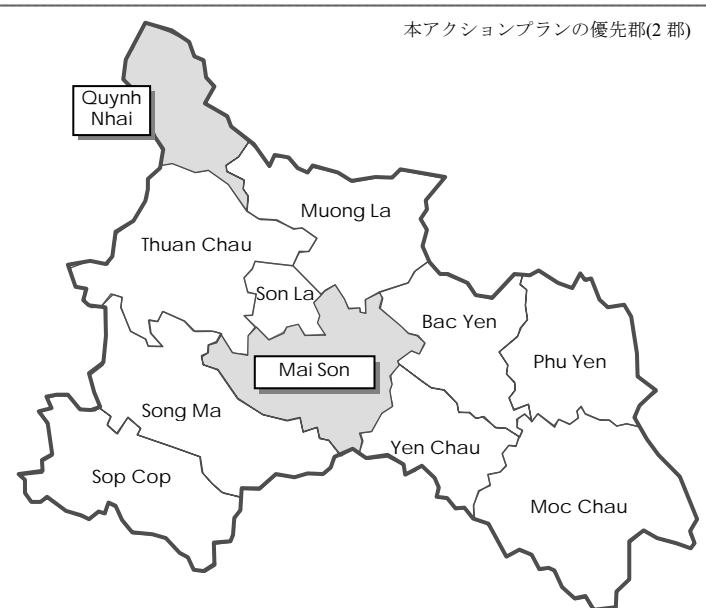 本アクションプランの優先郡(2 郡)
Quynh
Nhai
Muong La
Thuan Chau
Son La
Bac Yen
Phu Yen
Mai Son
Song Ma
Yen Chau
Sop Cop
Moc Chau